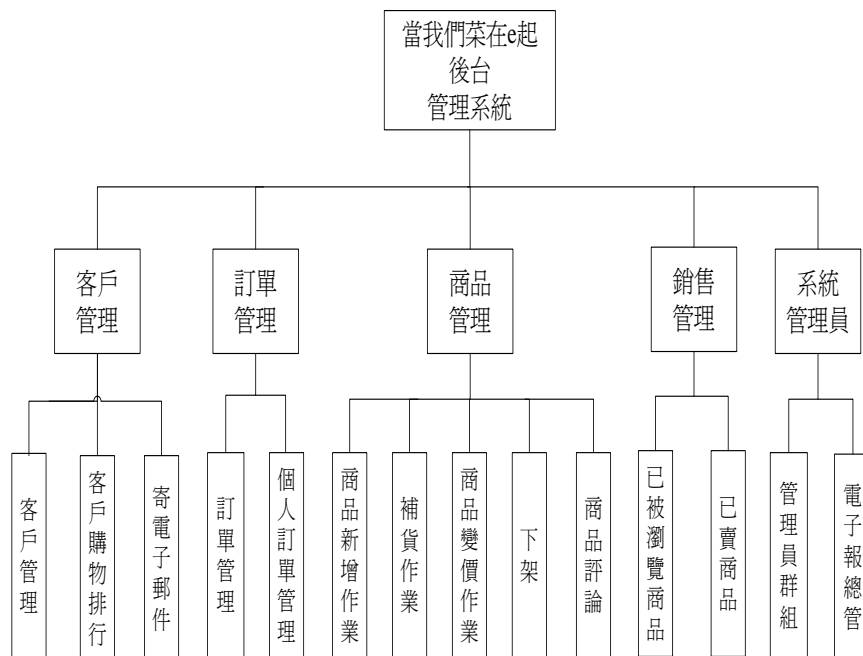 當我們菜在e起
後台
管理系統
客戶
管理
訂單
管理
商品
管理
銷售
管理
系統
管理員
客戶管理
客戶購物排行
寄電子郵件
訂單管理
個人訂單管理
商品新增作業
補貨作業
商品變價作業
下架
商品評論
已被瀏覽商品
已賣商品
管理員群組
電子報總管